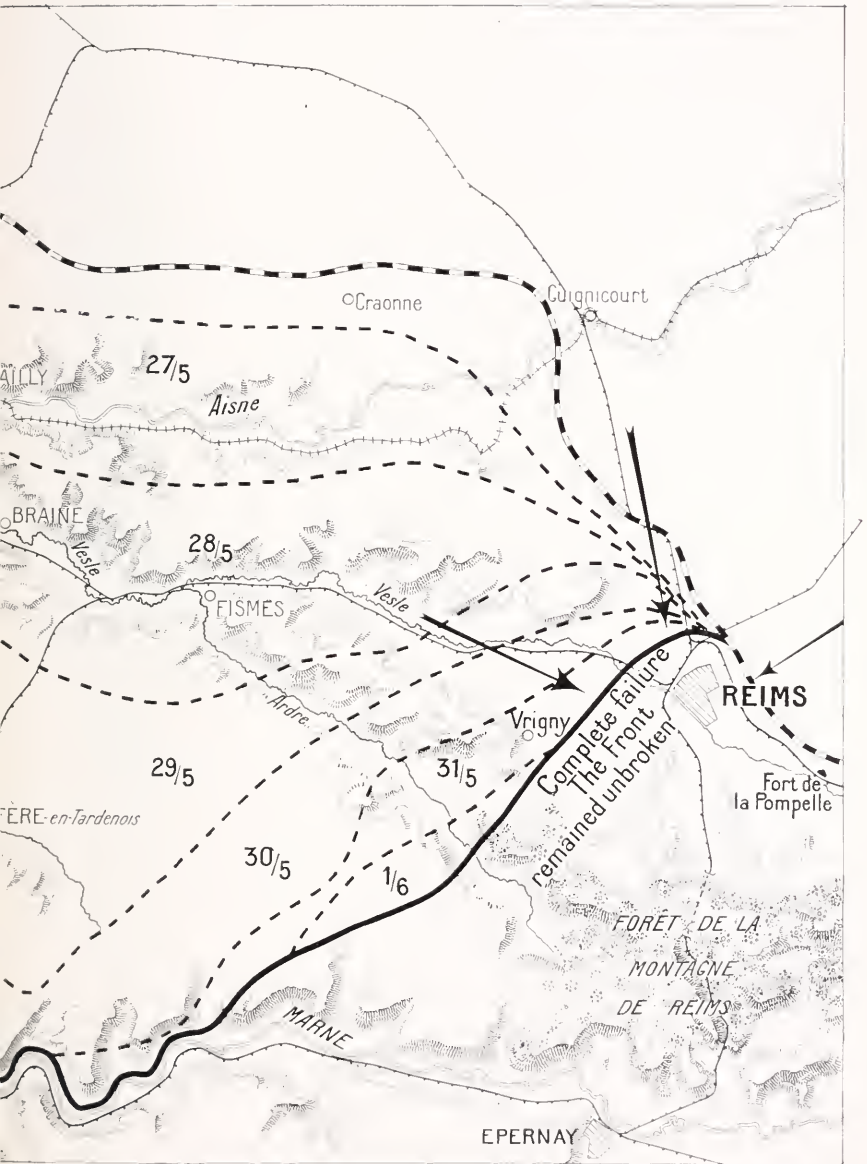 Craonne
Guignicourt
27/5
AILLY
Aisne
BRAINE
Vesle
28/5
FISMES
Vesle
Ardre
REIMS
Vrigny
Complete failure
The Front
remained unbroken
29/5
31/5
Fort de
la Pompelle
FÈRE-en-Tardenois
30/5
1/6
FORÊT DE LA
MONTAGNE
DE REIMS
MARNE
EPERNAY